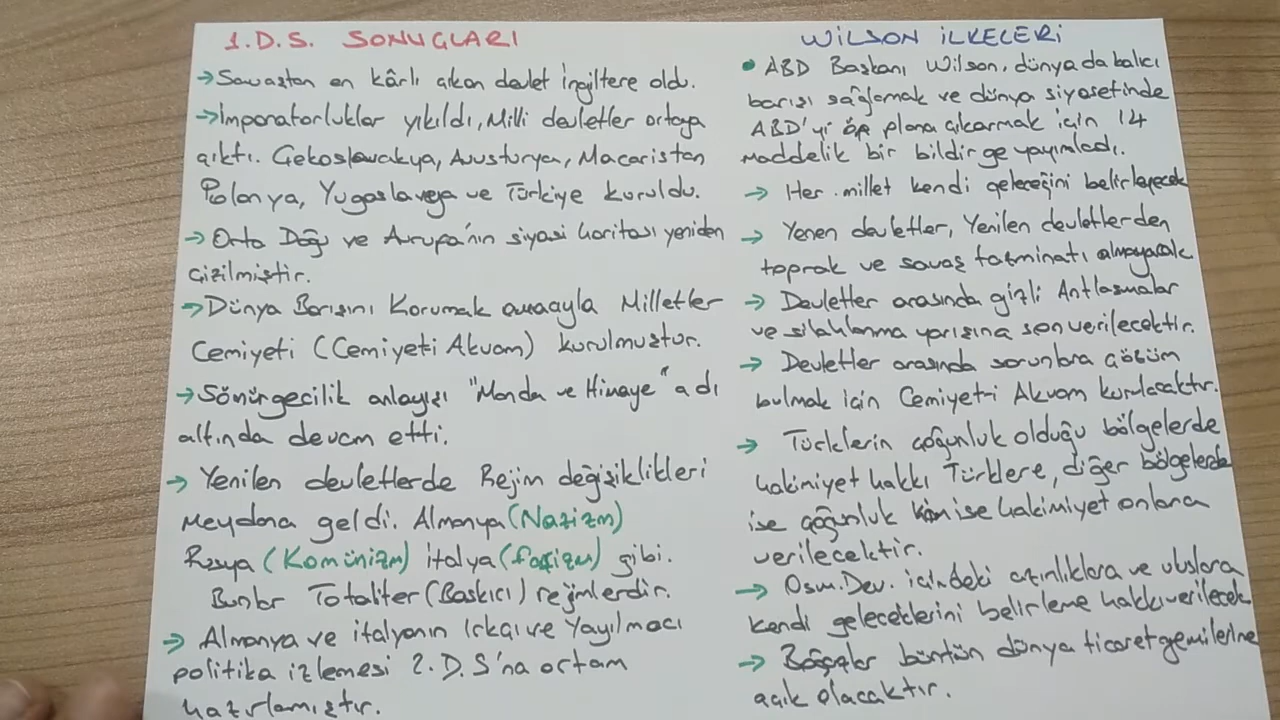 1.D.S. SONUÇLARI
→ Savaştan en kârlı çıkan devlet İngiltere oldu.
→ İmparatorluklar yıkıldı, Milli devletler ortaya
çıktı. Çekoslavakya, Avusturya, Macaristan
Polonya, Yugoslavya ve Türkiye kuruldu.
→ Orta Doğu ve Avrupa'nın siyasi haritası yeniden
çizilmiştir.
→ Dünya Barışını Korumak amacıyla Milletler
Cemiyeti (Cemiyeti Akvam) kurulmuştur.
→ Sömürgecilik anlayışı "Manda ve Himaye" adı
altında devam etti.
→ Yenilen devletlerde Rejim değişiklikleri
meydana geldi. Almanya (Nazizm)
Rusya (Komünizm) İtalya (faşizm) gibi.
Bunlar Totaliter (Baskıcı) rejimlerdir.
→ Almanya ve İtalyanın Irkçı ve Yayılmacı
politika izlemesi 2.D.S'na ortam
hazırlamıştır.
WİLSON İLKELERİ
• ABD Başkanı Wilson, dünyada kalıcı
barışı sağlamak ve dünya siyasetinde
ABD'yi ön plana çıkarmak için 14
maddelik bir bildirge yayımladı.
→ Her millet kendi geleceğini belirleyecek
→ Yenen devletler, Yenilen devletlerden
toprak ve savaş tazminatı almayacak
→ Devletler arasında gizli Antlaşmalar
ve silahlanma yarışına son verilecektir.
→ Devletler arasında sorunlara çözüm
bulmak için Cemiyet-i Akvam kurulacaktır.
→ Türklerin çoğunluk olduğu bölgelerde
hakimiyet hakkı Türklere, diğer bölgelerde
ise çoğunluk kim ise hakimiyet onlara
verilecektir.
→ Osm. Dev. içindeki azınlıklara ve uluslara
kendi geleceklerini belirleme hakkı verilecek
→ Boğazlar büntün dünya ticaret gemilerine
açık olacaktır.